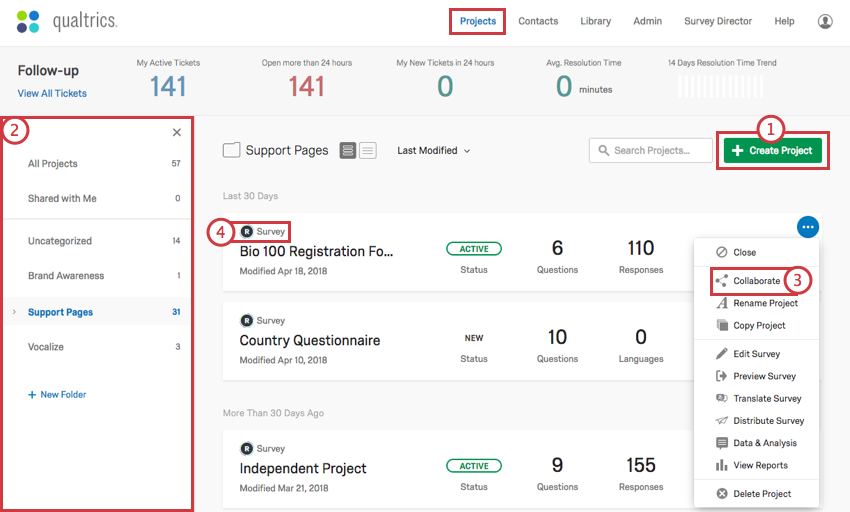 qualtrics.
Projects Contacts Library Admin Survey Director Help
Follow-up
View All Tickets
My Active Tickets
141
Open more than 24 hours
141
My New Tickets in 24 hours
0
Avg. Resolution Time
0 minutes
14 Days Resolution Time Trend
2
All Projects 57
Shared with Me 0
Uncategorized 14
Brand Awareness 1
Support Pages 31
Vocalize 3
+ New Folder
Support Pages
Last Modified
Search Projects...
1
+ Create Project
Last 30 Days
4
R Survey
Bio 100 Registration Fo...
Modified Apr 18, 2018
ACTIVE
Status
6
Questions
110
Responses
R Survey
Country Questionnaire
Modified Apr 10, 2018
NEW
Status
10
Questions
0
Languages
More Than 30 Days Ago
R Survey
Independent Project
Modified Mar 21, 2018
ACTIVE
Status
9
Questions
155
Responses
Close
Collaborate
3
Rename Project
Copy Project
Edit Survey
Preview Survey
Translate Survey
Distribute Survey
Data & Analysis
View Reports
Delete Project